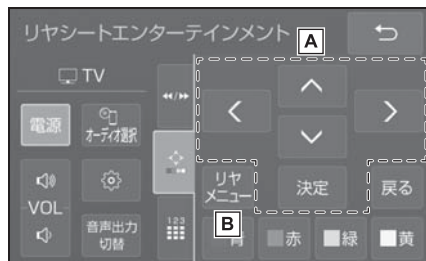 リヤシートエンターテインメント
A
TV
電源
オーディオ選択
リヤ
メニュー
決定
戻る
VOL
音声出力
切替
123
B
青
赤
緑
黄